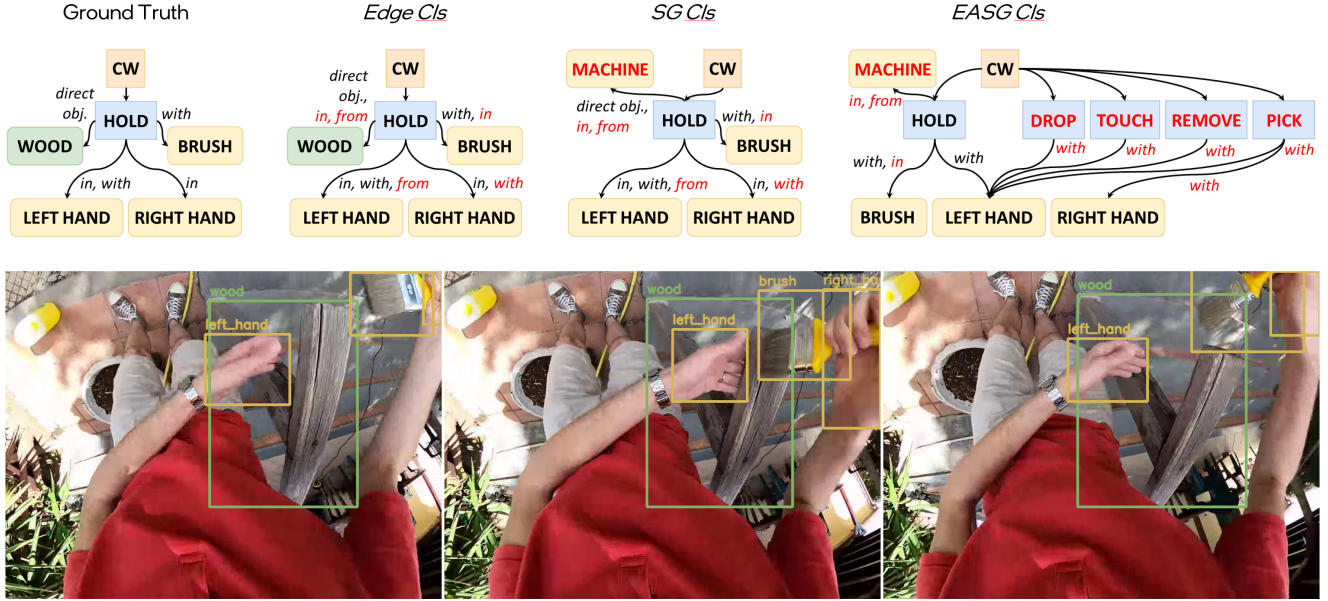 Ground Truth
Edge Cls
SG Cls
EASG Cls
CW
direct
obj.
HOLD
with
WOOD
BRUSH
in, with
in
LEFT HAND
RIGHT HAND
CW
direct
obj.,
in, from
HOLD
with, in
WOOD
BRUSH
in, with, from
in, with
LEFT HAND
RIGHT HAND
MACHINE
CW
direct obj.,
in, from
HOLD
with, in
BRUSH
in, with, from
in, with
LEFT HAND
RIGHT HAND
MACHINE
CW
in, from
HOLD
DROP
TOUCH
REMOVE
PICK
with, in
with
with
with
with
with
with
BRUSH
LEFT HAND
RIGHT HAND
wood
left_hand
wood
brush
right_ha
left_hand
wood
left_hand